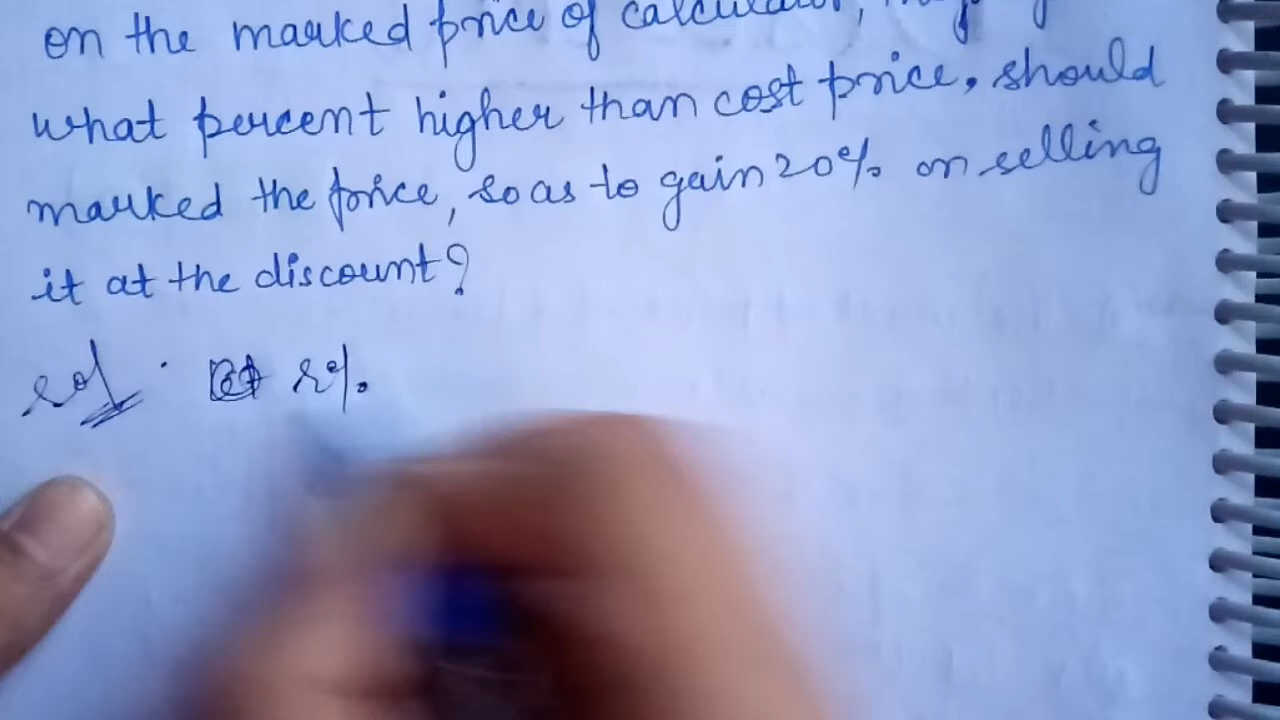 on the marked price of calculator,
what percent higher than cost price, should
marked the price, so as to gain 20% on selling
it at the discount?
sol. r%.